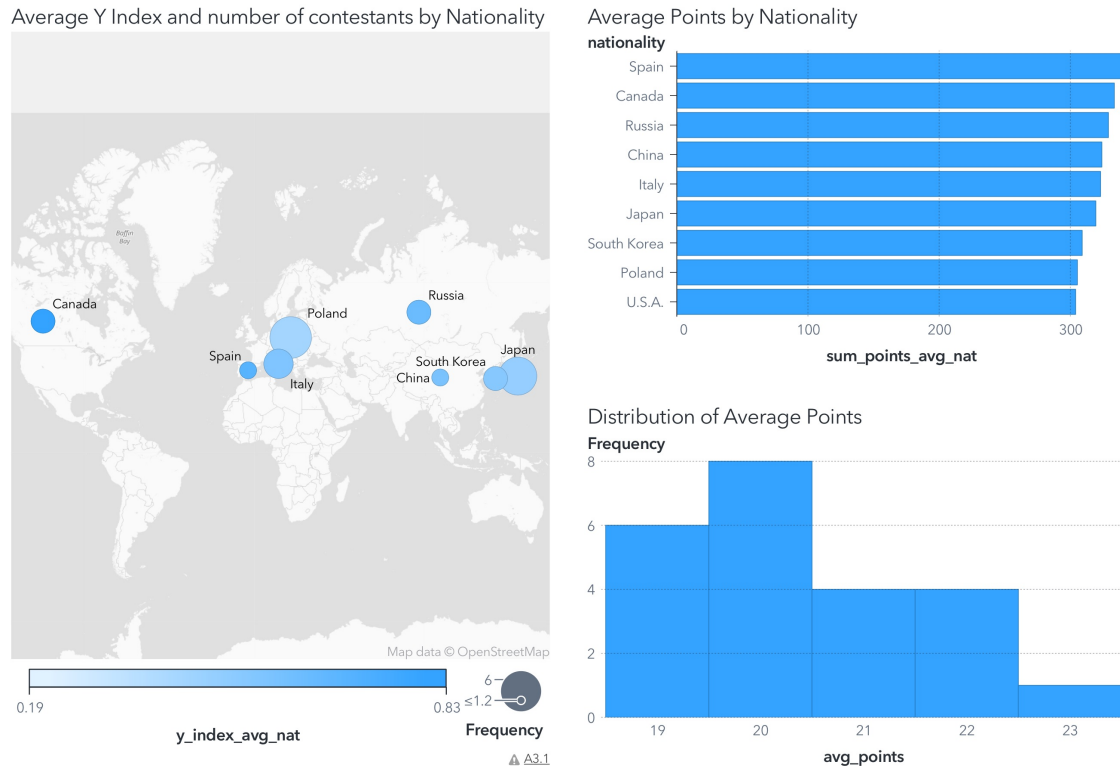 Average Y Index and number of contestants by Nationality
Baffin
Bay
Canada
Russia
Poland
Spain
Italy
Japan
South Korea
China
Map data © OpenStreetMap
0.19
0.83
y_index_avg_nat
6
≤1.2
Frequency
A3.1
Average Points by Nationality
nationality
Spain
Canada
Russia
China
Italy
Japan
South Korea
Poland
U.S.A.
0 100 200 300
sum_points_avg_nat
Distribution of Average Points
Frequency
8
6
4
2
0
19 20 21 22 23
avg_points